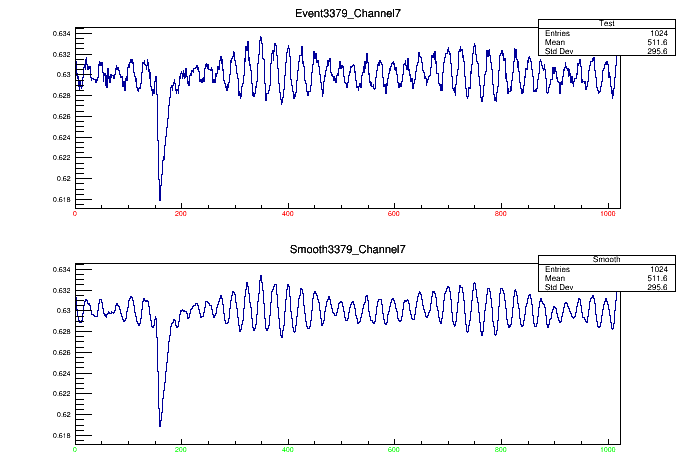 Event3379_Channel7
Test
Entries 1024
Mean 511.6
Std Dev 295.6
0.634
0.632
0.63
0.628
0.626
0.624
0.622
0.62
0.618
0 200 400 600 800 1000
Smooth3379_Channel7
Smooth
Entries 1024
Mean 511.6
Std Dev 295.6
0.634
0.632
0.63
0.628
0.626
0.624
0.622
0.62
0.618
0 200 400 600 800 1000